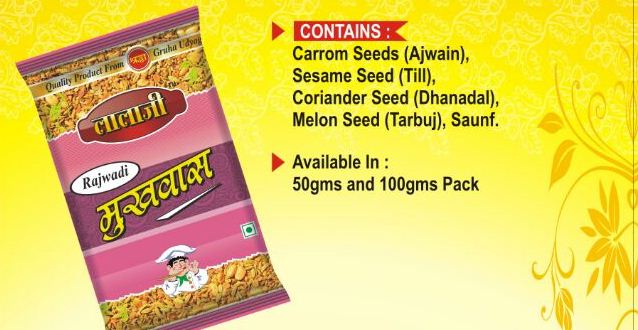 Quality Product From
Gruha Udyog
લાલાજી
Rajwadi
मुखवास
CONTAINS :
Carrom Seeds (Ajwain),
Sesame Seed (Till),
Coriander Seed (Dhanadal),
Melon Seed (Tarbuj), Saunf.
Available In :
50gms and 100gms Pack